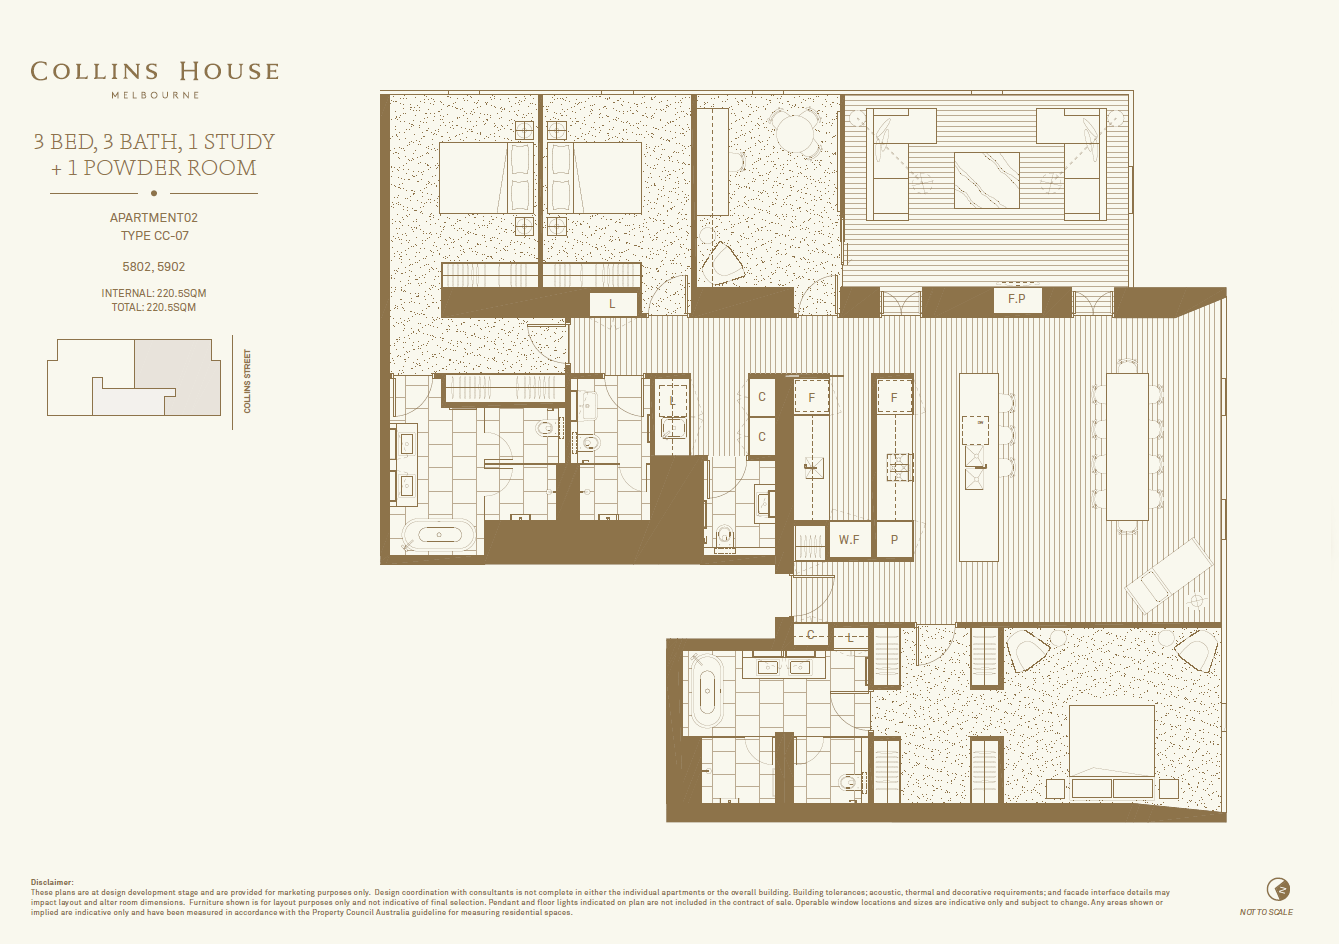 COLLINS HOUSE
MELBOURNE
3 BED, 3 BATH, 1 STUDY
+ 1 POWDER ROOM
APARTMENT02
TYPE CC-07
5802, 5902
INTERNAL: 220.5SQM
TOTAL: 220.5SQM
COLLINS STREET
L
F.P
L
C
F
F
C
W.F
P
C
L
Disclaimer:
These plans are at design development stage and are provided for marketing purposes only. Design coordination with consultants is not complete in either the individual apartments or the overall building. Building tolerances; acoustic, thermal and decorative requirements; and facade interface details may
impact layout and alter room dimensions. Furniture shown is for layout purposes only and not indicative of final selection. Pendant and floor lights indicated on plan are not included in the contract of sale. Operable window locations and sizes are indicative only and subject to change. Any areas shown or
implied are indicative only and have been measured in accordance with the Property Council Australia guideline for measuring residential spaces.
N
NOT TO SCALE